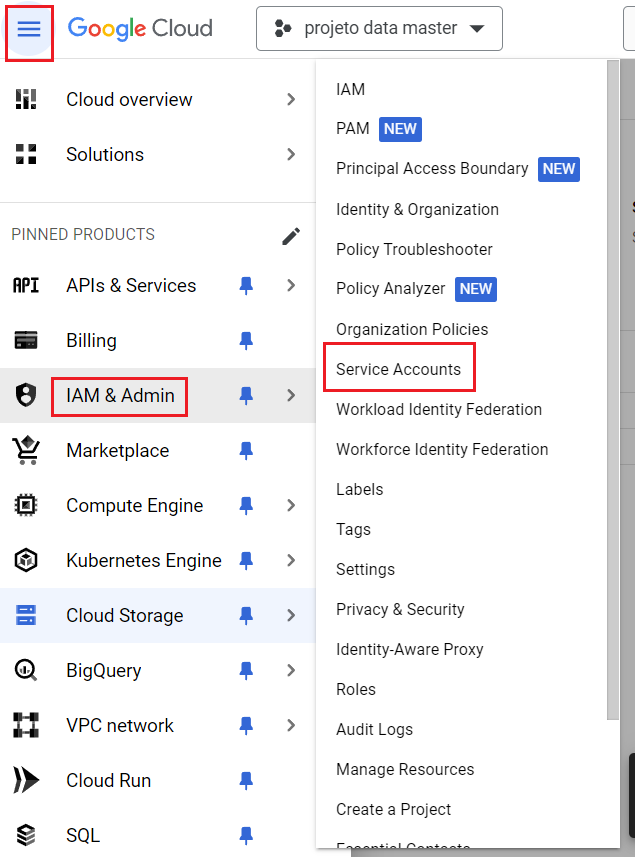 Google Cloud
projeto data master
Cloud overview
Solutions
PINNED PRODUCTS
API APIs & Services
Billing
IAM & Admin
Marketplace
Compute Engine
Kubernetes Engine
Cloud Storage
BigQuery
VPC network
Cloud Run
SQL
IAM
PAM NEW
Principal Access Boundary NEW
Identity & Organization
Policy Troubleshooter
Policy Analyzer NEW
Organization Policies
Service Accounts
Workload Identity Federation
Workforce Identity Federation
Labels
Tags
Settings
Privacy & Security
Identity-Aware Proxy
Roles
Audit Logs
Manage Resources
Create a Project
Essential Contacts